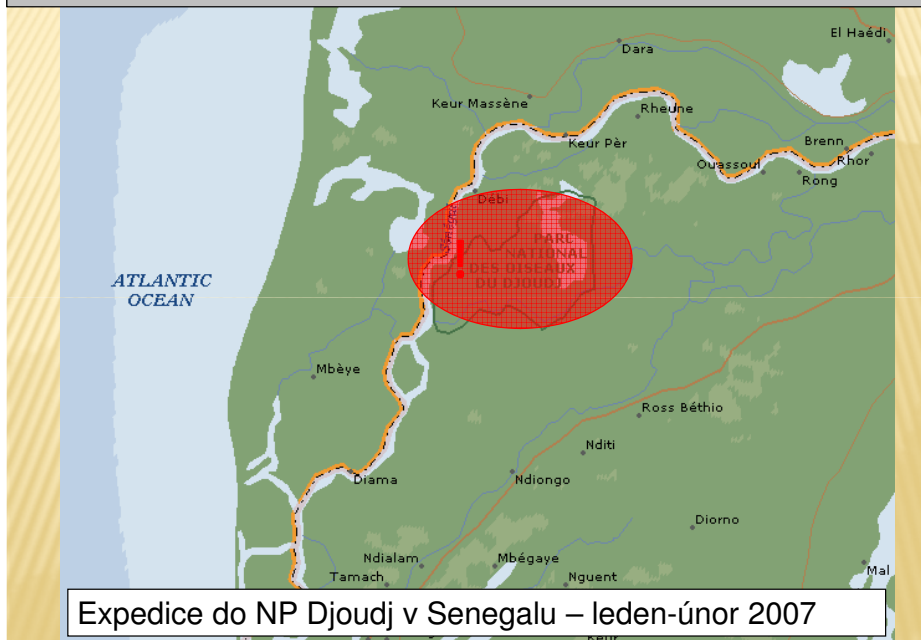 El Haédi
Dara
Keur Massène
Rheune
Keur Pèr
Brenn
Ouassoul
Rhor
Rong
Débi
Sénégal
PARC
NATIONAL
DES OISEAUX
DU DJOUDJ
ATLANTIC
OCEAN
Mbèye
Ross Béthio
Nditi
Diama
Ndiongo
Diorno
Ndialam
Mbégaye
Mal
Tamach
Nguent
Expedice do NP Djoudj v Senegalu – leden-únor 2007